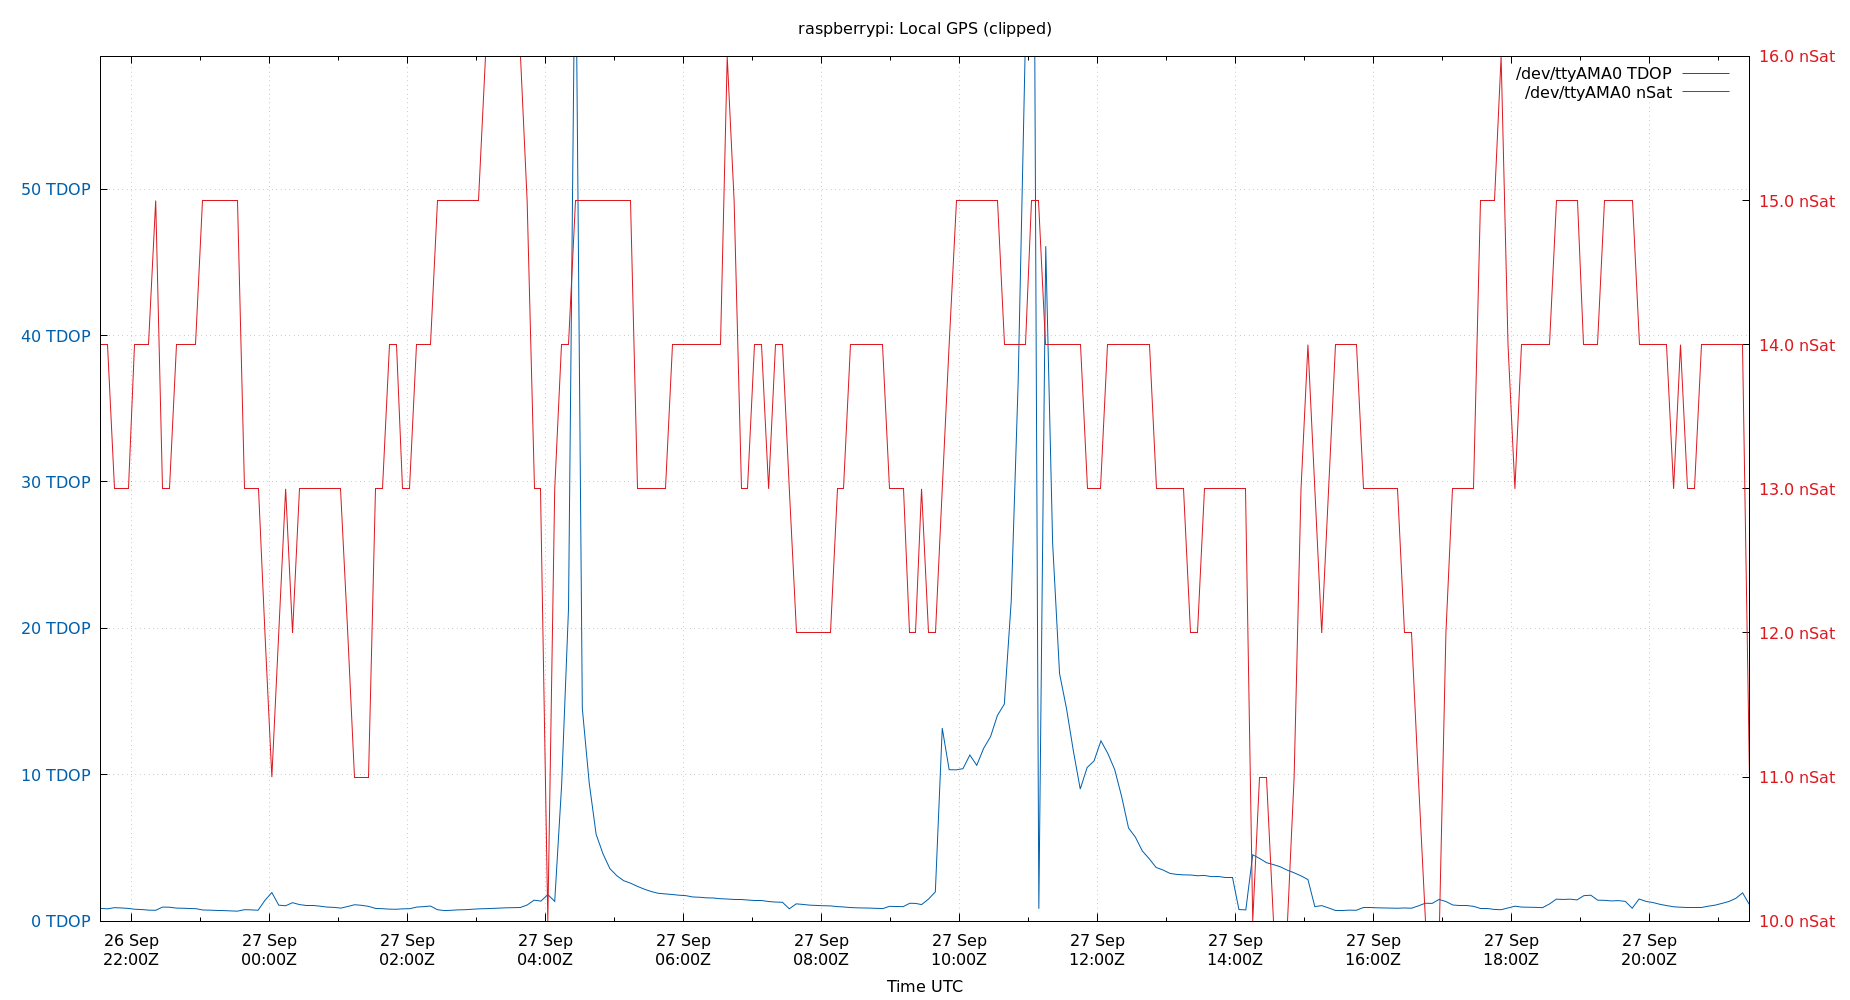 raspberrypi: Local GPS (clipped)
16.0 nSat
/dev/ttyAMA0 TDOP
/dev/ttyAMA0 nSat
50 TDOP
15.0 nSat
40 TDOP
14.0 nSat
30 TDOP
13.0 nSat
20 TDOP
12.0 nSat
10 TDOP
11.0 nSat
0 TDOP
10.0 nSat
26 Sep 27 Sep 27 Sep 27 Sep 27 Sep 27 Sep 27 Sep 27 Sep 27 Sep 27 Sep 27 Sep 27 Sep
22:00Z 00:00Z 02:00Z 04:00Z 06:00Z 08:00Z 10:00Z 12:00Z 14:00Z 16:00Z 18:00Z 20:00Z
Time UTC